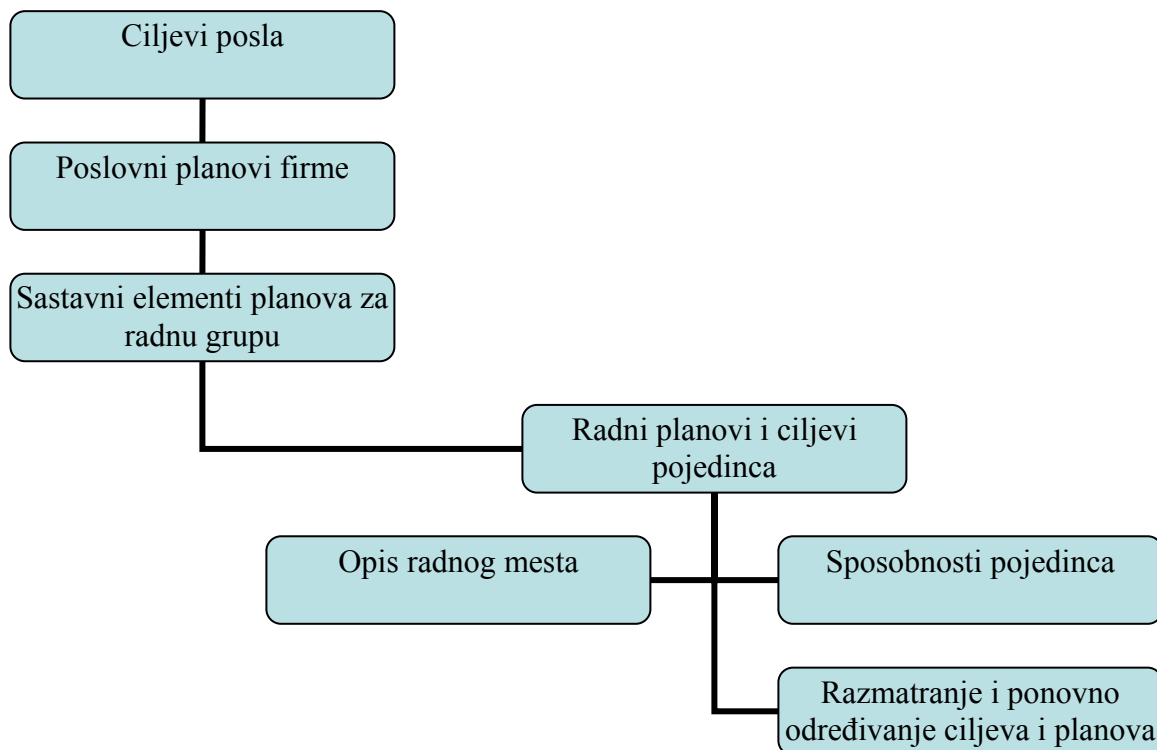 Ciljevi posla
Poslovni planovi firme
Sastavni elementi planova za
radnu grupu
Radni planovi i ciljevi
pojedinca
Opis radnog mesta
Sposobnosti pojedinca
Razmatranje i ponovno
određivanje ciljeva i planova